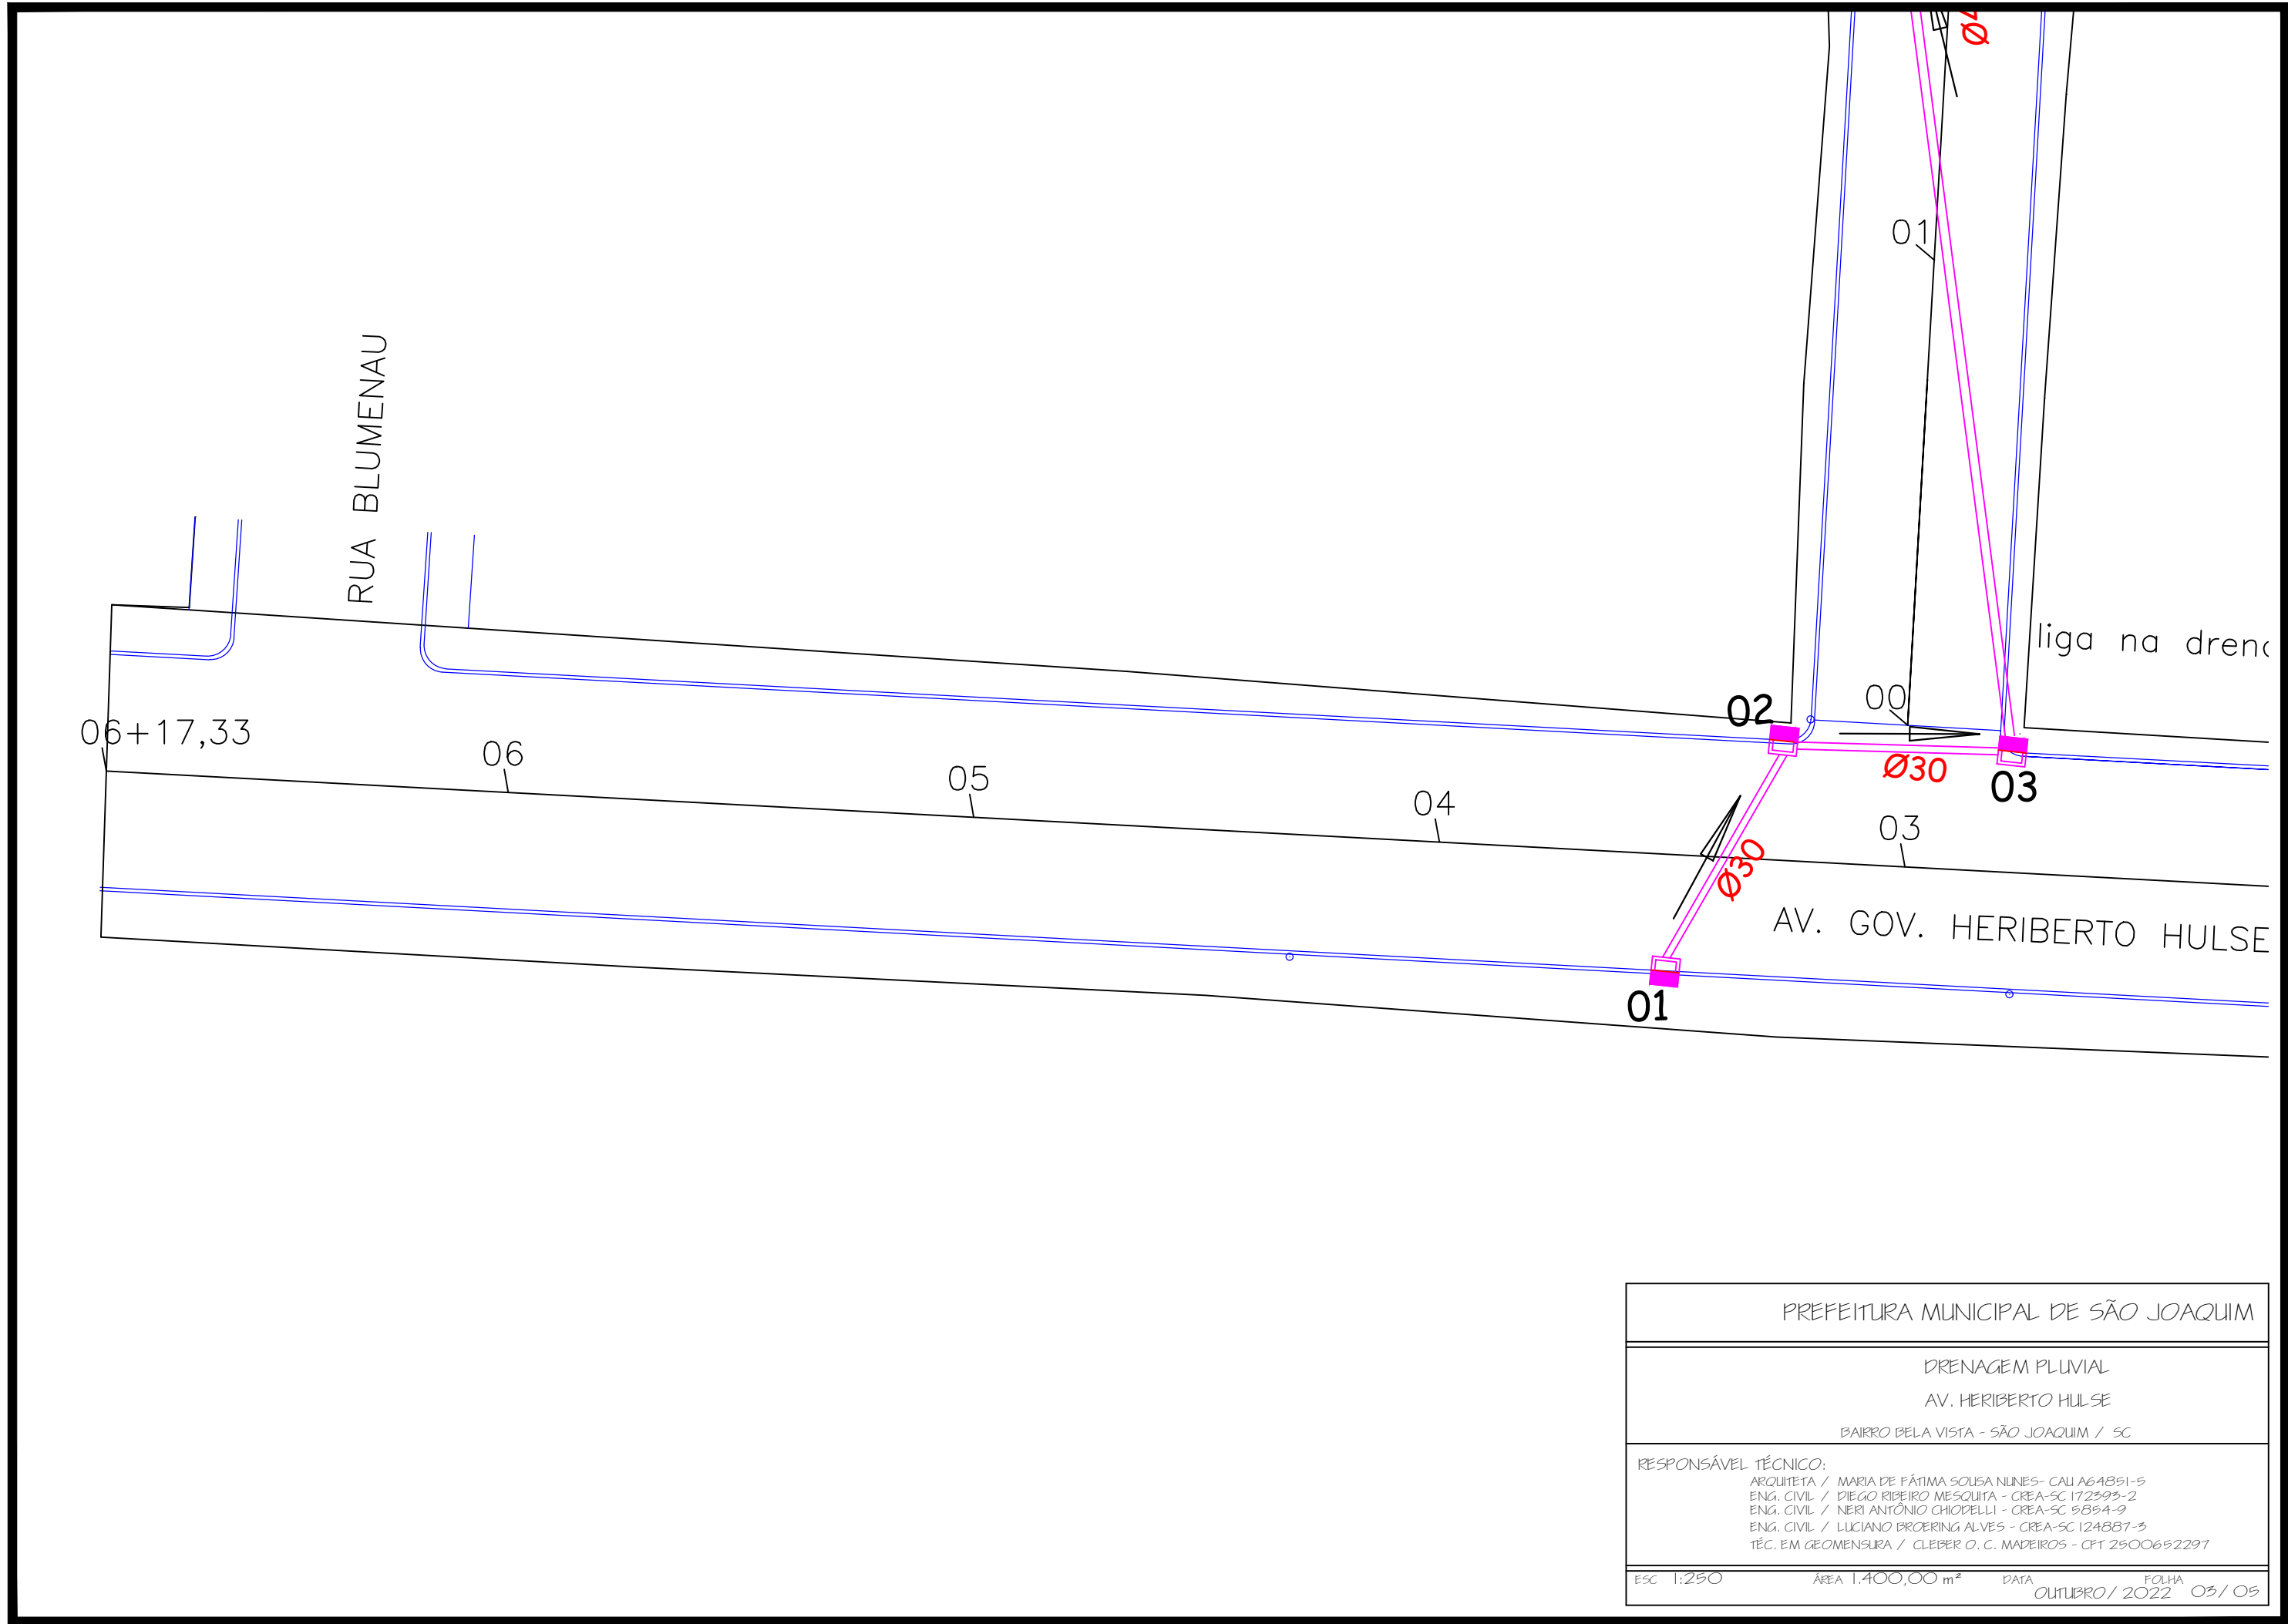 Ø4
01
RUA BLUMENAU
liga na dren
02
00
06+17,33
06
05
04
Ø30
03
03
Ø30
AV. GOV. HERIBERTO HULSE
01
PREFEITURA MUNICIPAL DE SÃO JOAQUIM
DRENAGEM PLUVIAL
AV. HERIBERTO HULSE
BAIRRO BELA VISTA - SÃO JOAQUIM / SC
RESPONSÁVEL TÉCNICO:
ARQUITETA / MARIA DE FÁTIMA SOUSA NUNES- CAU A64851-5
ENG. CIVIL / DIEGO RIBEIRO MESQUITA - CREA-SC 172393-2
ENG. CIVIL / NERI ANTÔNIO CHIODELLI - CREA-SC 5854-9
ENG. CIVIL / LUCIANO BROERING ALVES - CREA-SC 124887-3
TÉC. EM GEOMENSURA / CLEBER O. C. MADEIROS - CFT 2500652297
ESC 1:250 ÁREA 1.400,00 m² DATA FOLHA
OUTUBRO/ 2022 03/ 05